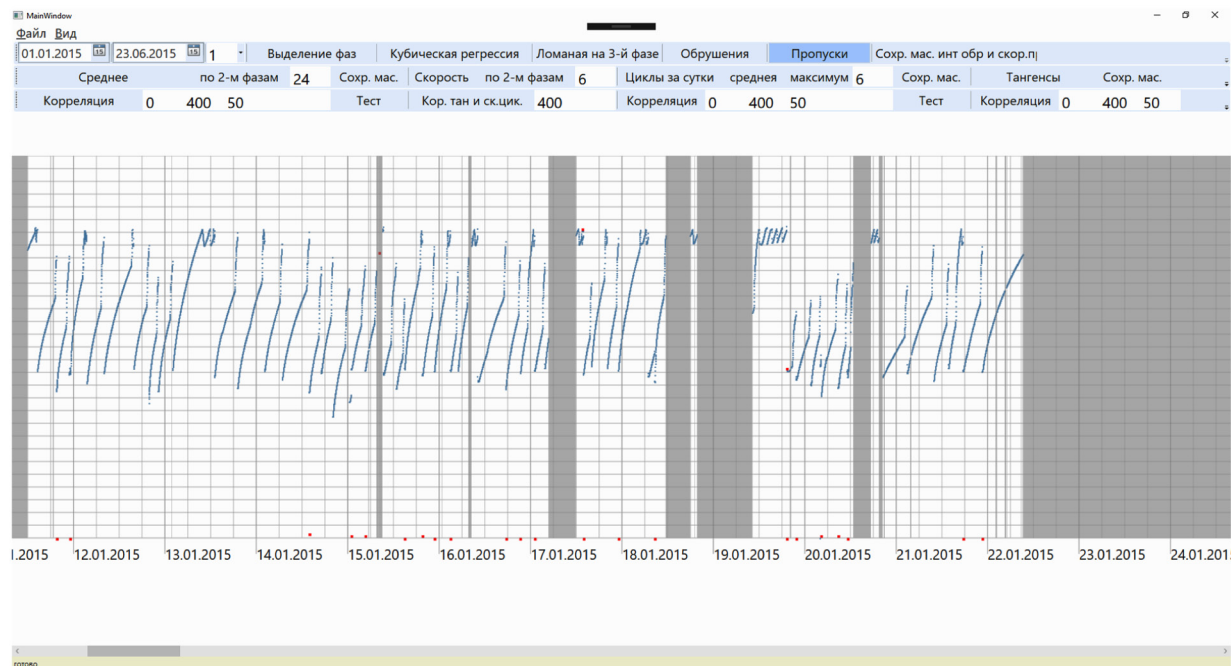 MainWindow
Файл Вид
01.01.2015 15 23.06.2015 15 1 Выделение фаз Кубическая регрессия Ломаная на 3-й фазе Обрушения Пропуски Сохр. мас. инт обр и скор.п
Среднее по 2-м фазам 24 Сохр. мас. Скорость по 2-м фазам 6 Циклы за сутки средняя максимум 6 Сохр. мас. Тангенсы Сохр. мас.
Корреляция 0 400 50 Тест Кор. тан и ск.цик. 400 Корреляция 0 400 50 Тест Корреляция 0 400 50
1.2015 12.01.2015 13.01.2015 14.01.2015 15.01.2015 16.01.2015 17.01.2015 18.01.2015 19.01.2015 20.01.2015 21.01.2015 22.01.2015 23.01.2015 24.01.201
готово